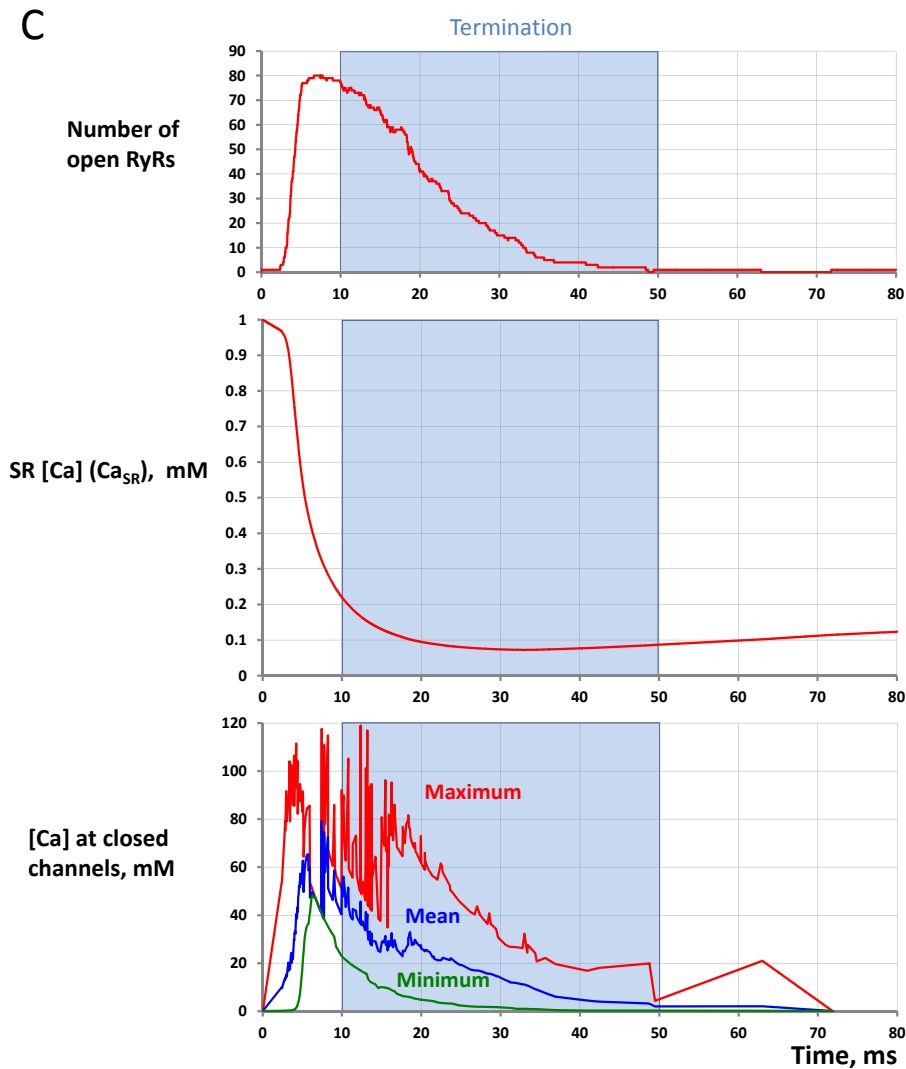 C
Termination
Number of
open RyRs
90
80
70
60
50
40
30
20
10
0
0 10 20 30 40 50 60 70 80
SR [Ca] (CaSR), mM
1
0.9
0.8
0.7
0.6
0.5
0.4
0.3
0.2
0.1
0
0 10 20 30 40 50 60 70 80
[Ca] at closed
channels, mM
120
100
80
60
40
20
0
Maximum
Mean
Minimum
0 10 20 30 40 50 60 70 80
Time, ms